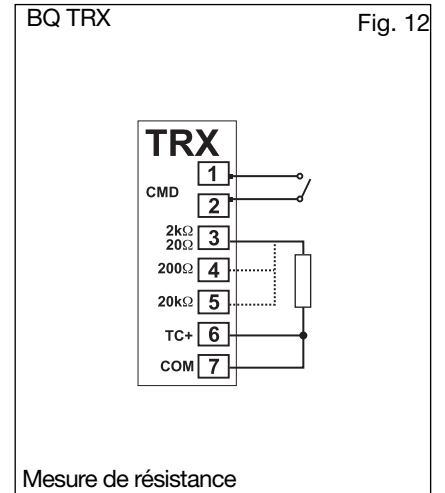 BQ TRX
Fig. 12
TRX
1
CMD
2
2kΩ
20Ω
3
200Ω 4
20kΩ 5
TC+ 6
COM 7
Mesure de résistance